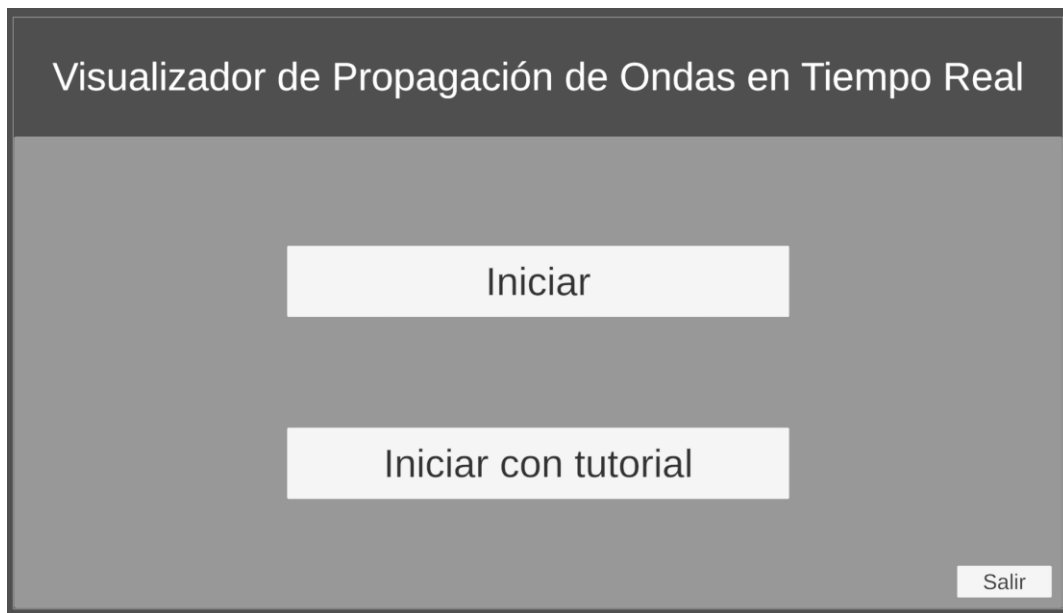 Visualizador de Propagación de Ondas en Tiempo Real
Iniciar
Iniciar con tutorial
Salir